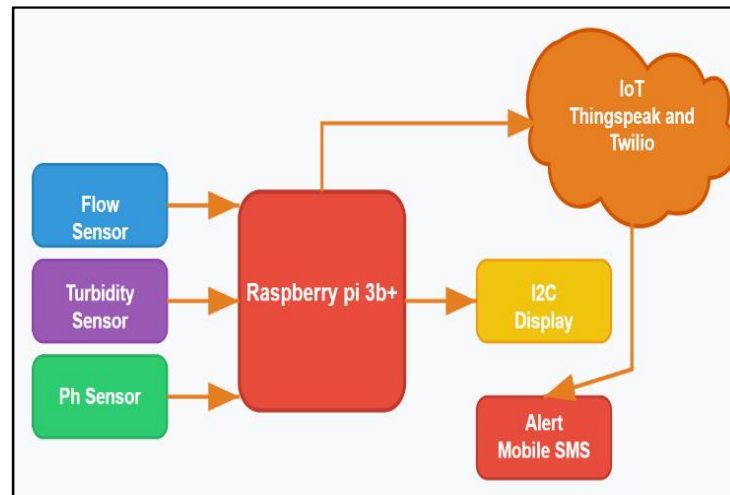 IoT
Thingspeak and
Twilio
Flow
Sensor
Turbidity
Sensor
Ph Sensor
Raspberry pi 3b+
I2C
Display
Alert
Mobile SMS